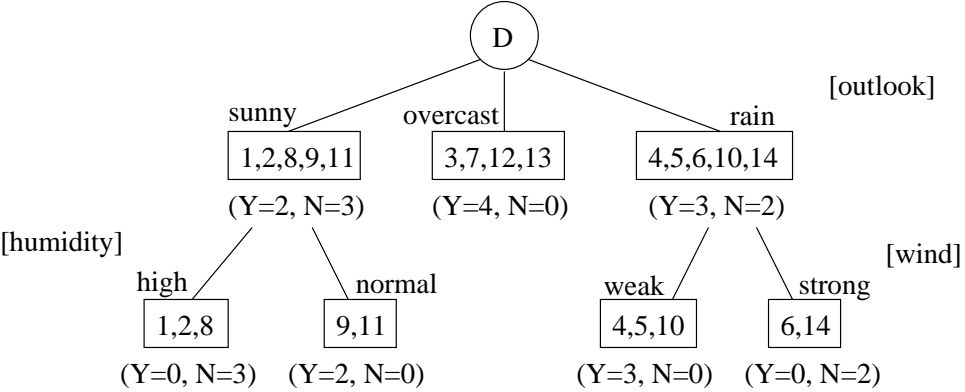 D
[outlook]
sunny overcast rain
1,2,8,9,11 3,7,12,13 4,5,6,10,14
(Y=2, N=3) (Y=4, N=0) (Y=3, N=2)
[humidity] [wind]
high normal weak strong
1,2,8 9,11 4,5,10 6,14
(Y=0, N=3) (Y=2, N=0) (Y=3, N=0) (Y=0, N=2)